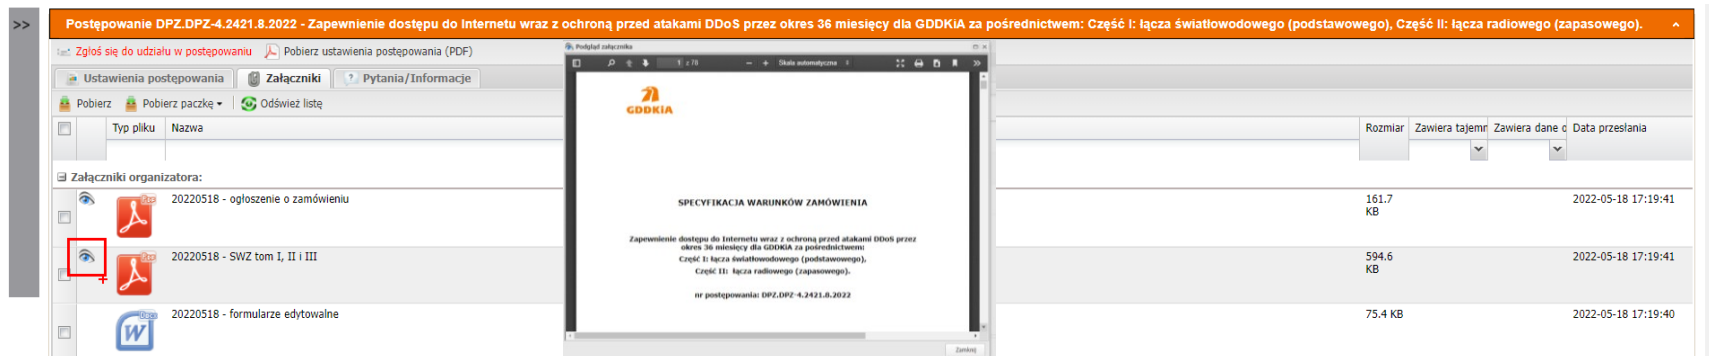 >>
Postępowanie DPZ.DPZ-4.2421.8.2022 - Zapewnienie dostępu do Internetu wraz z ochroną przed atakami DDoS przez okres 36 miesięcy dla GDDKiA za pośrednictwem: Część I: łącza światłowodowego (podstawowego), Część II: łącza radiowego (zapasowego).
Zgłoś się do udziału w postępowaniu Pobierz ustawienia postępowania (PDF)
Ustawienia postępowania Załączniki Pytania/Informacje
Pobierz Pobierz paczkę Odśwież listę
Typ pliku Nazwa Rozmiar Zawiera tajemn Zawiera dane o Data przesłania
Załączniki organizatora:
20220518 - ogłoszenie o zamówieniu 161.7 KB 2022-05-18 17:19:41
20220518 - SWZ tom I, II i III 594.6 KB 2022-05-18 17:19:41
20220518 - formularze edytowalne 75.4 KB 2022-05-18 17:19:40
Podgląd załącznika
1 z 78 Skala automatyczna
GDDKIA
SPECYFIKACJA WARUNKÓW ZAMÓWIENIA
Zapewnienie dostępu do Internetu wraz z ochroną przed atakami DDoS przez
okres 36 miesięcy dla GDDKiA za pośrednictwem:
Część I: łącza światłowodowego (podstawowego),
Część II: łącza radiowego (zapasowego).
nr postępowania: DPZ.DPZ-4.2421.8.2022
Zamknij